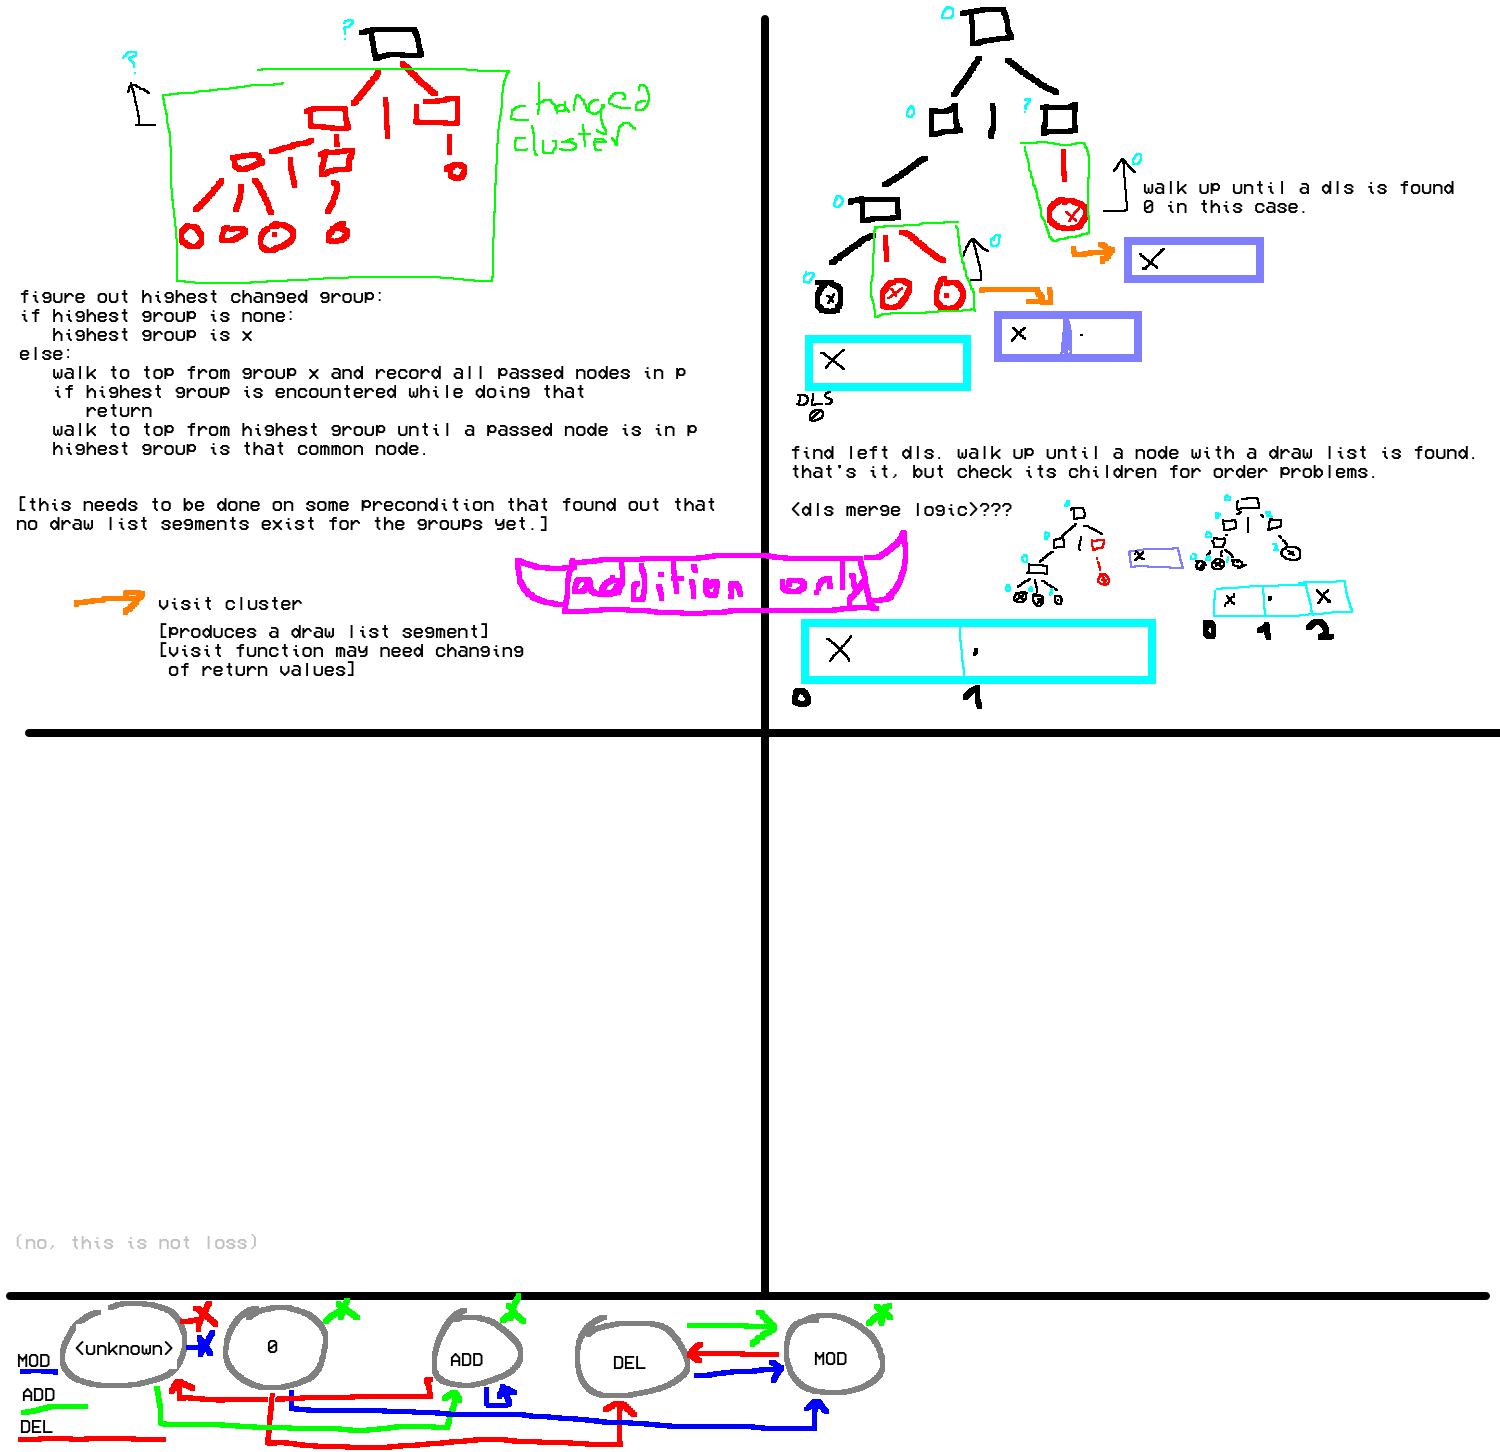 ?
?
changed
cluster
figure out highest changed group:
if highest group is none:
highest group is x
else:
walk to top from group x and record all passed nodes in p
if highest group is encountered while doing that
return
walk to top from highest group until a passed node is in p
highest group is that common node.
[this needs to be done on some precondition that found out that
no draw list segments exist for the groups yet.]
visit cluster
[produces a draw list segment]
[visit function may need changing
of return values]
0
0
?
0
walk up until a dls is found
0 in this case.
0
0
0
x
x
x
x
x
DLS
0
find left dls. walk up until a node with a draw list is found.
that's it, but check its children for order problems.
<dls merge logic>???
addition only
x
x
x
x
0 1 2
0 1
(no, this is not loss)
<unknown>
0
ADD
DEL
MOD
MOD
ADD
DEL